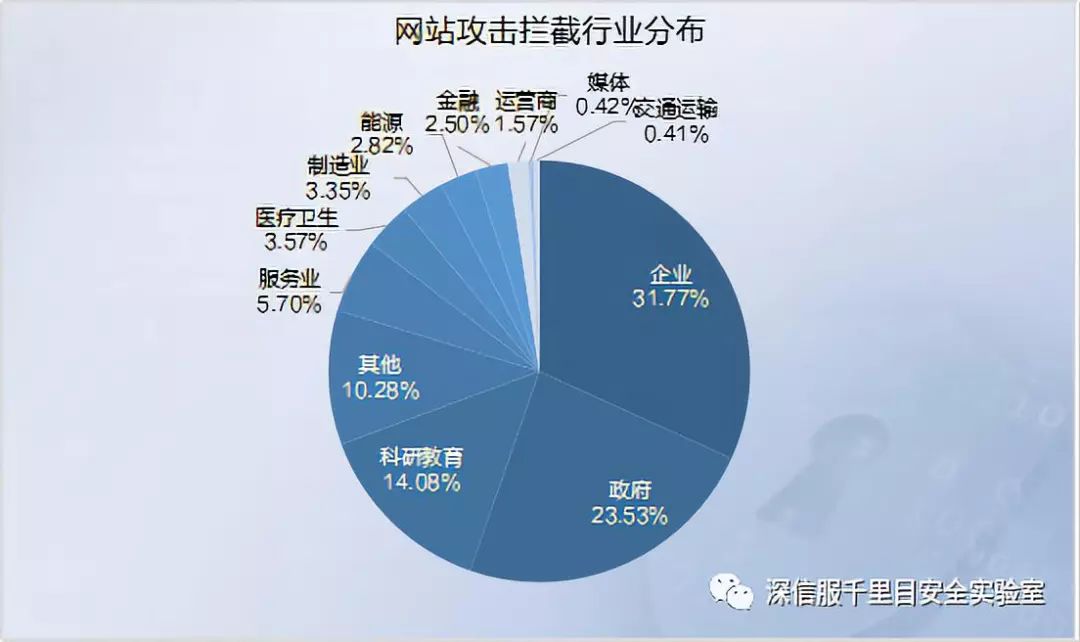 网站攻击拦截行业分布
媒体
0.42%
交通运输
0.41%
运营商
1.57%
金融
2.50%
能源
2.82%
制造业
3.35%
医疗卫生
3.57%
服务业
5.70%
其他
10.28%
科研教育
14.08%
企业
31.77%
政府
23.53%
深信服千里目安全实验室